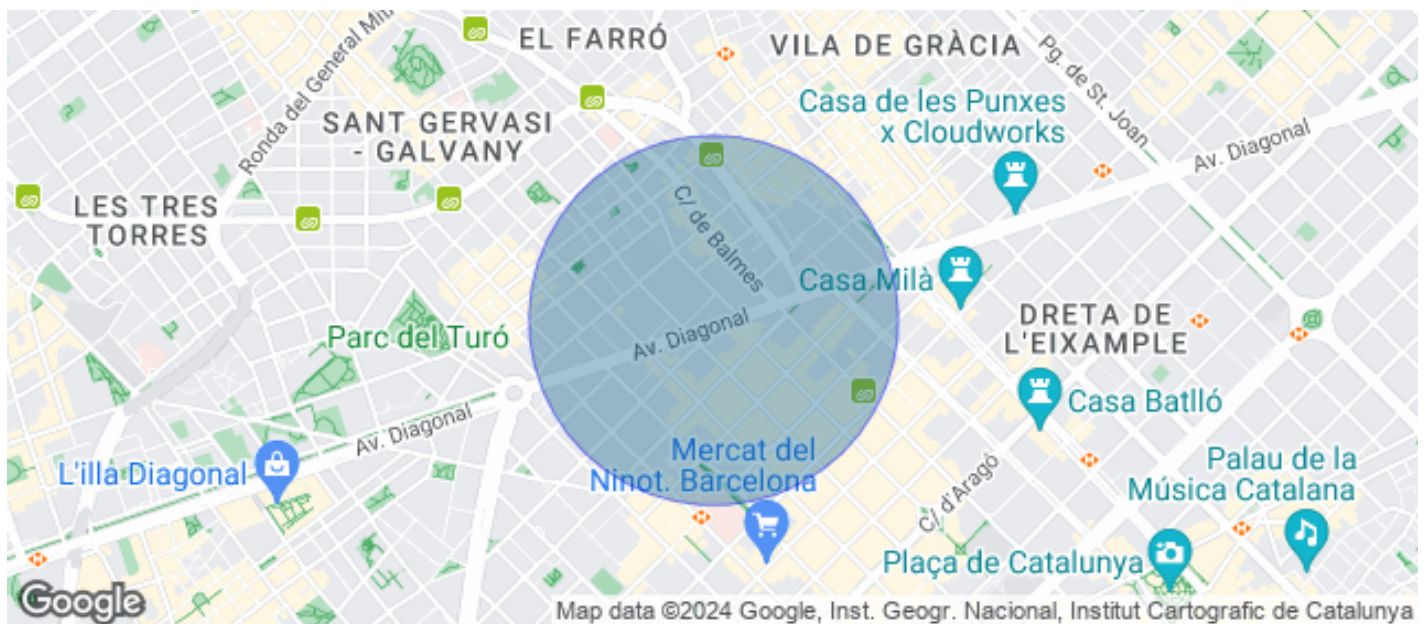 EL FARRÓ
VILA DE GRÀCIA
Pg. de St. Joan
Ronda del General Mit
SANT GERVASI
- GALVANY
Casa de les Punxes
x Cloudworks
Av. Diagonal
LES TRES
TORRES
C/ de Balmes
Casa Milà
DRETA DE
L'EIXAMPLE
Parc del Turó
Av. Diagonal
Av. Diagonal
Casa Batlló
L'illa Diagonal
Mercat del
Ninot. Barcelona
C/ d'Aragó
Palau de la
Música Catalana
Plaça de Catalunya
Google
Map data ©2024 Google, Inst. Geogr. Nacional, Institut Cartografic de Catalunya